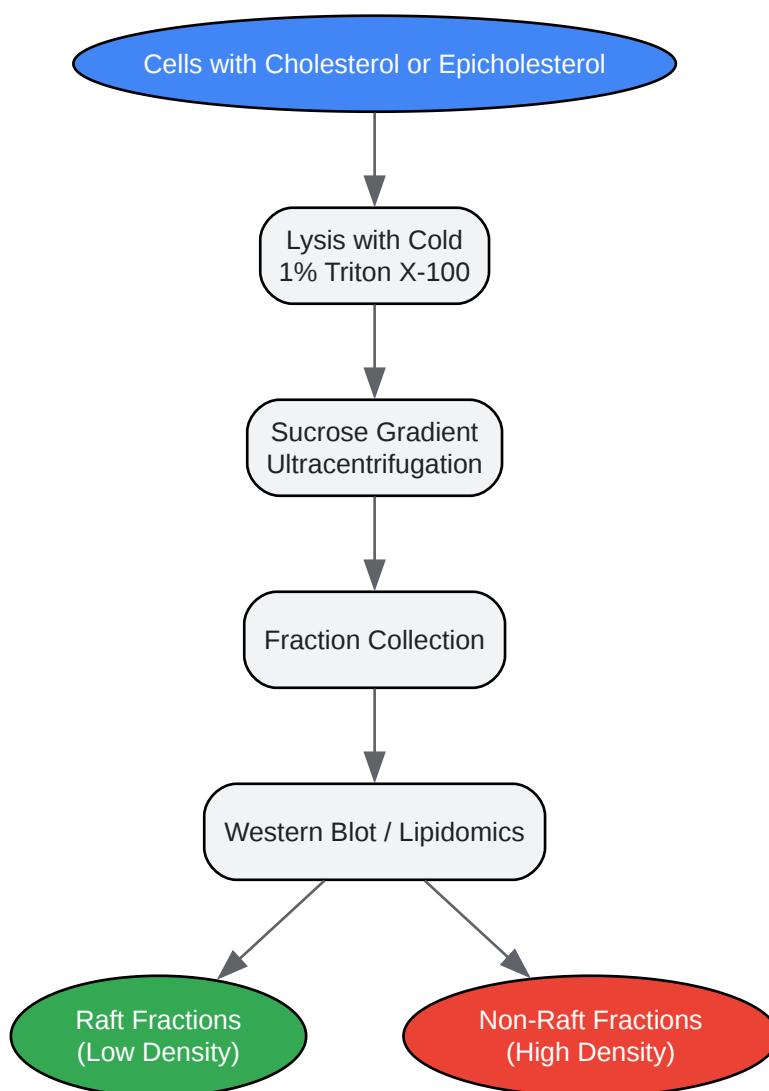 Cells with Cholesterol or Epicholesterol
Lysis with Cold
1% Triton X-100
Sucrose Gradient
Ultracentrifugation
Fraction Collection
Western Blot / Lipidomics
Raft Fractions
(Low Density)
Non-Raft Fractions
(High Density)